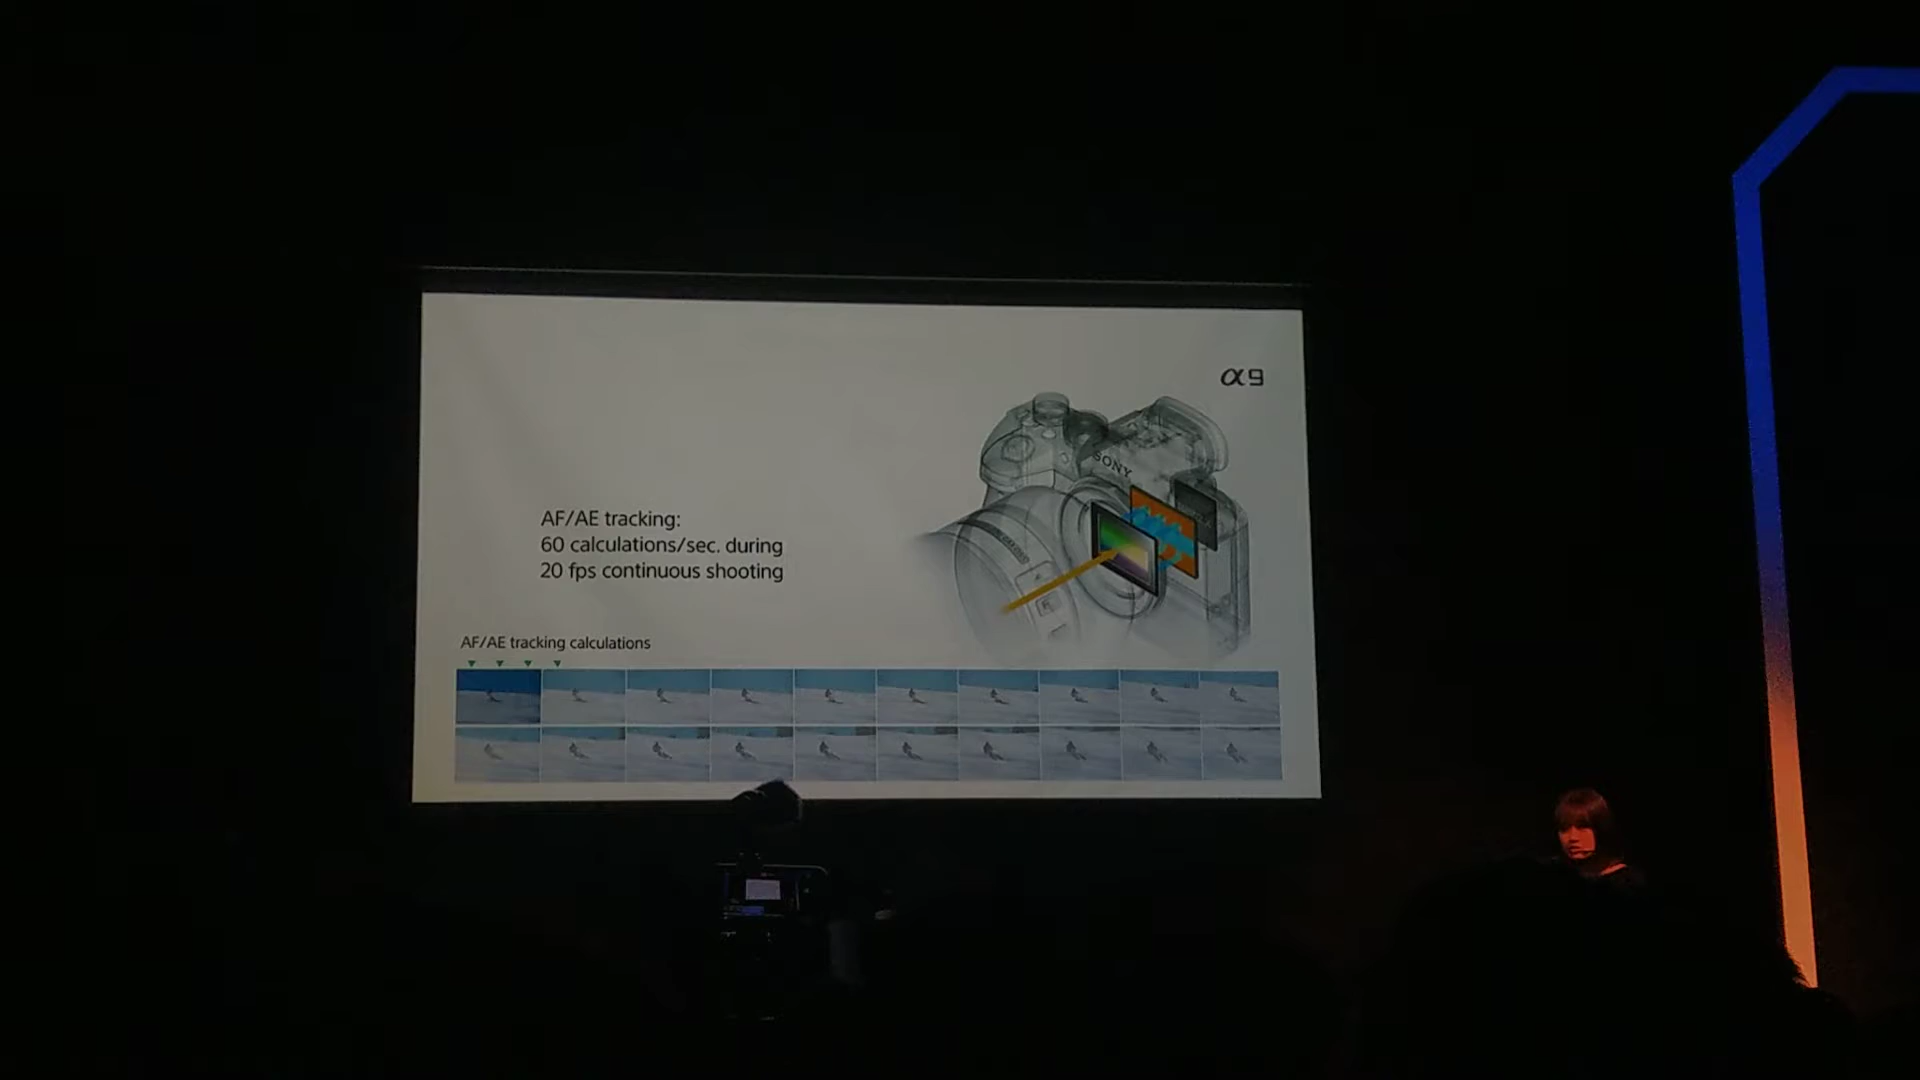 α9
SONY
AF/AE tracking:
60 calculations/sec. during
20 fps continuous shooting
AF/AE tracking calculations